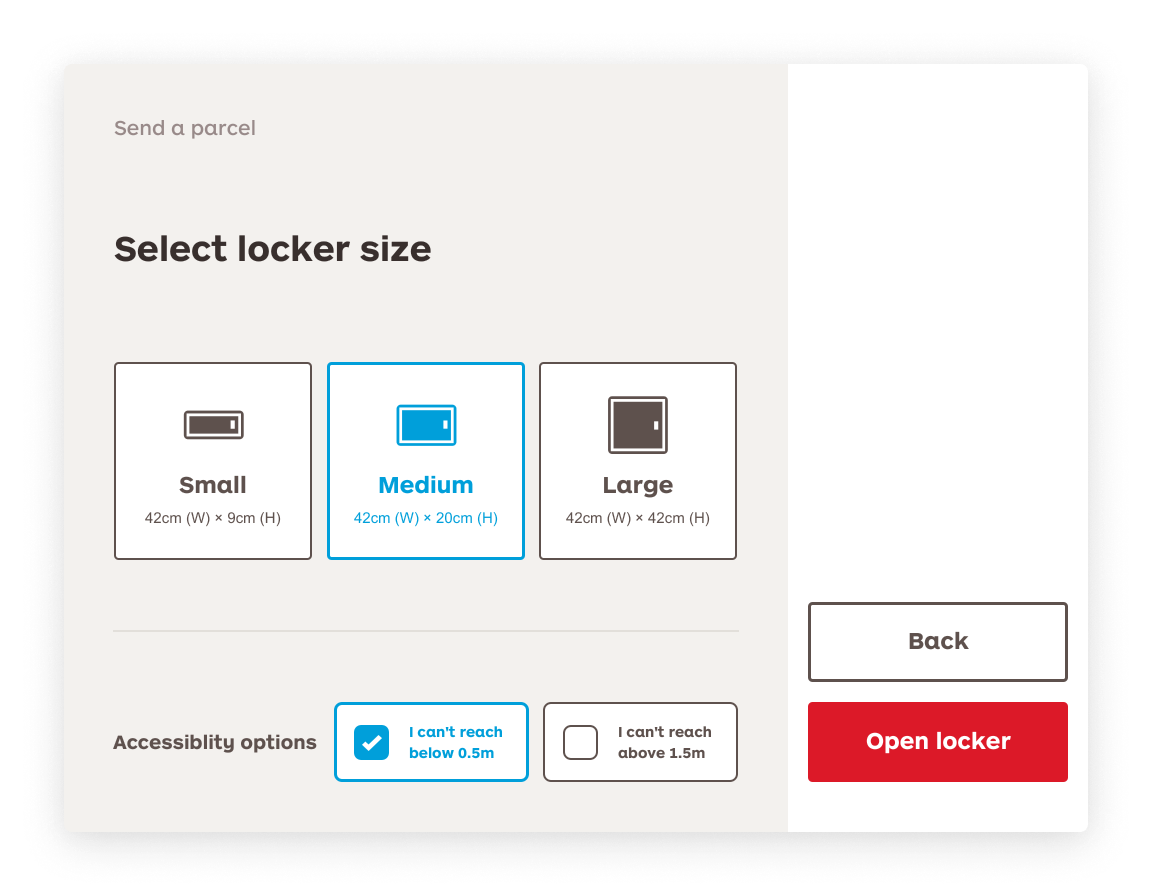 Send a parcel
Select locker size
Small
42cm (W) × 9cm (H)
Medium
42cm (W) × 20cm (H)
Large
42cm (W) × 42cm (H)
Accessiblity options
I can't reach
below 0.5m
I can't reach
above 1.5m
Back
Open locker